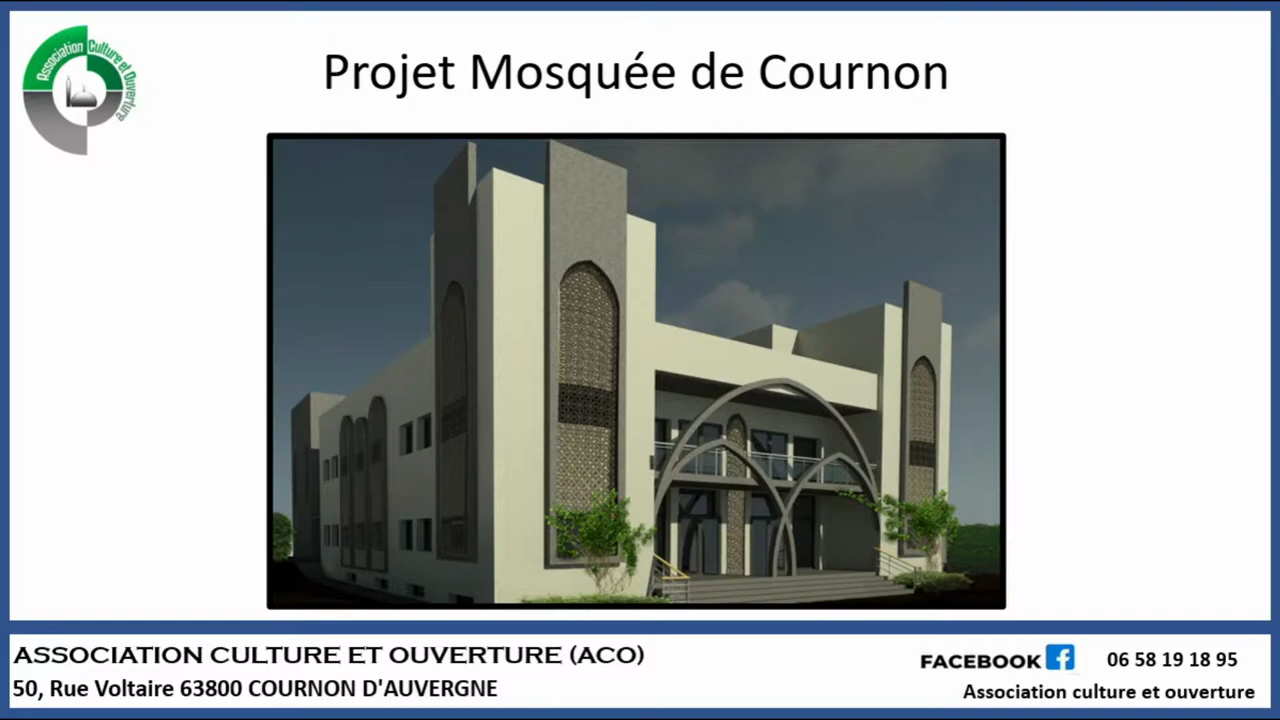 Association Culture et Ouverture
Projet Mosquée de Cournon
ASSOCIATION CULTURE ET OUVERTURE (ACO)
50, Rue Voltaire 63800 COURNON D'AUVERGNE
FACEBOOK f 06 58 19 18 95
Association culture et ouverture